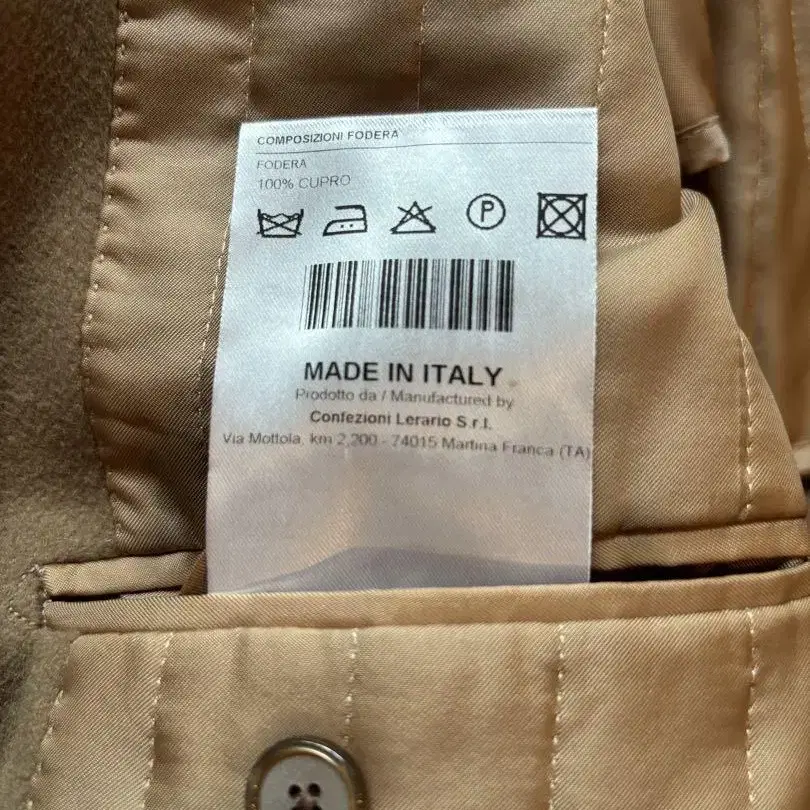 COMPOSIZIONI FODERA
FODERA
100% CUPRO
P
MADE IN ITALY
Prodotto da / Manufactured by
Confezioni Lerario S r.l.
Via Mottola, km 2,200 - 74015 Martina Franca (TA)